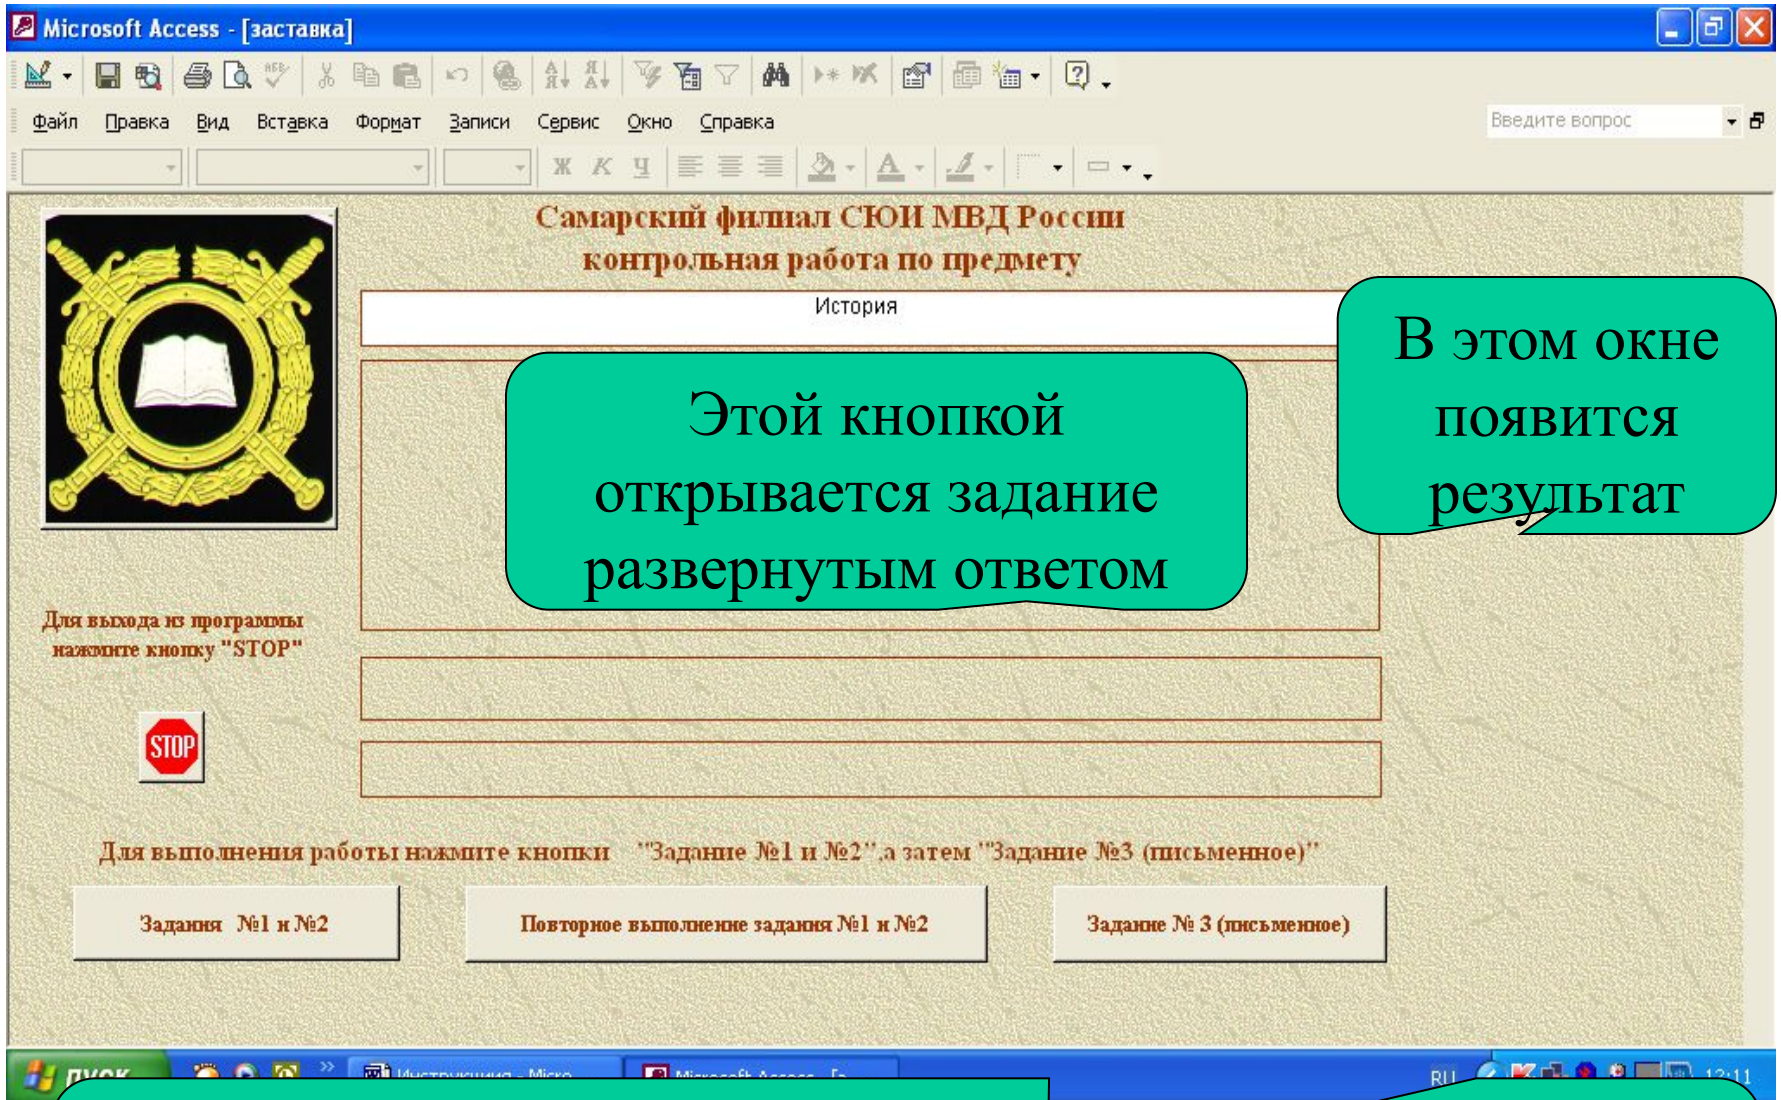 Microsoft Access - [заставка]
Файл Правка Вид Вставка Формат Записи Сервис Окно Справка
Введите вопрос
Ж К Ч
Самарский филиал СЮИ МВД России
контрольная работа по предмету
История
В этом окне
появится
результат
Этой кнопкой
открывается задание
развернутым ответом
Для выхода из программы
нажмите кнопку "STOP"
STOP
Для выполнения работы нажмите кнопки "Задание №1 и №2",а затем "Задание №3 (письменное)"
Задания №1 и №2
Повторное выполнение задания №1 и №2
Задание № 3 (письменное)